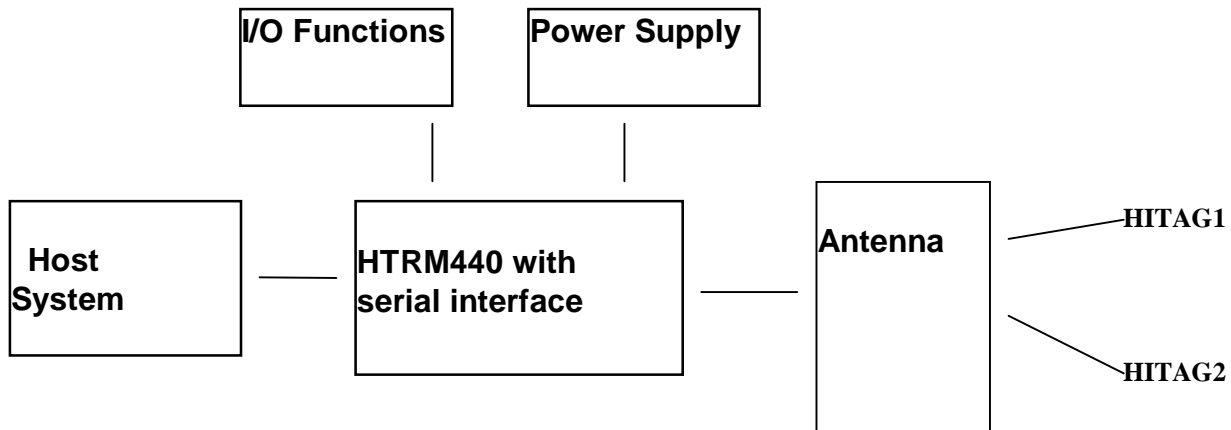 I/O Functions
Power Supply
Host
System
HTRM440 with
serial interface
Antenna
HITAG1
HITAG2